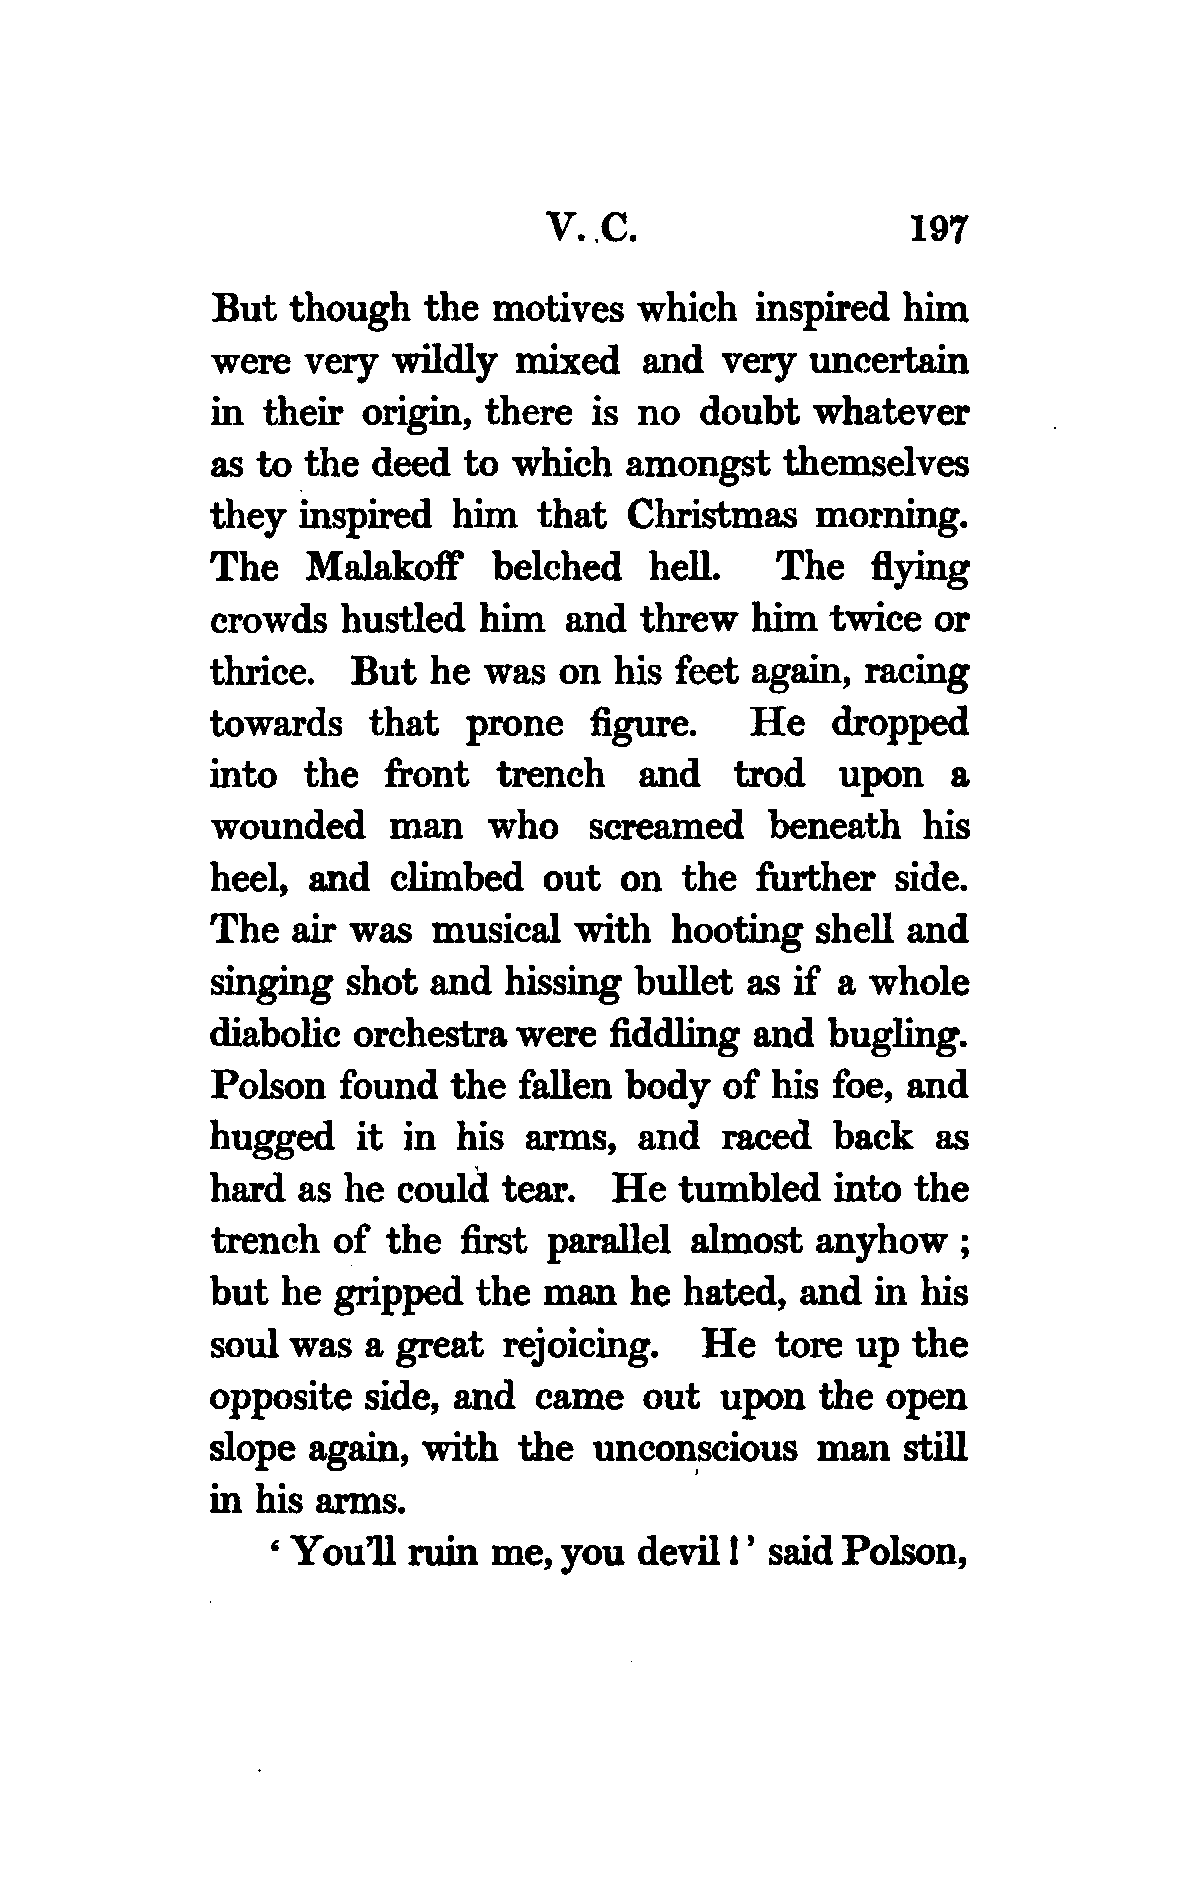 V. C. 197
But though the motives which inspired him
were very wildly mixed and very uncertain
in their origin, there is no doubt whatever
as to the deed to which amongst themselves
they inspired him that Christmas morning.
The Malakoff belched hell. The flying
crowds hustled him and threw him twice or
thrice. But he was on his feet again, racing
towards that prone figure. He dropped
into the front trench and trod upon a
wounded man who screamed beneath his
heel, and climbed out on the further side.
The air was musical with hooting shell and
singing shot and hissing bullet as if a whole
diabolic orchestra were fiddling and bugling.
Polson found the fallen body of his foe, and
hugged it in his arms, and raced back as
hard as he could tear. He tumbled into the
trench of the first parallel almost anyhow ;
but he gripped the man he hated, and in his
soul was a great rejoicing. He tore up the
opposite side, and came out upon the open
slope again, with the unconscious man still
in his arms.
‘ You'll ruin me, you devil ! ’ said Polson,